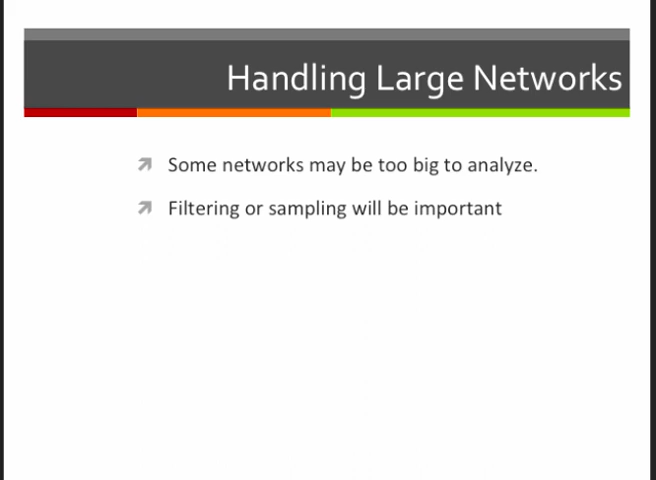 Handling Large Networks
Some networks may be too big to analyze.
Filtering or sampling will be important